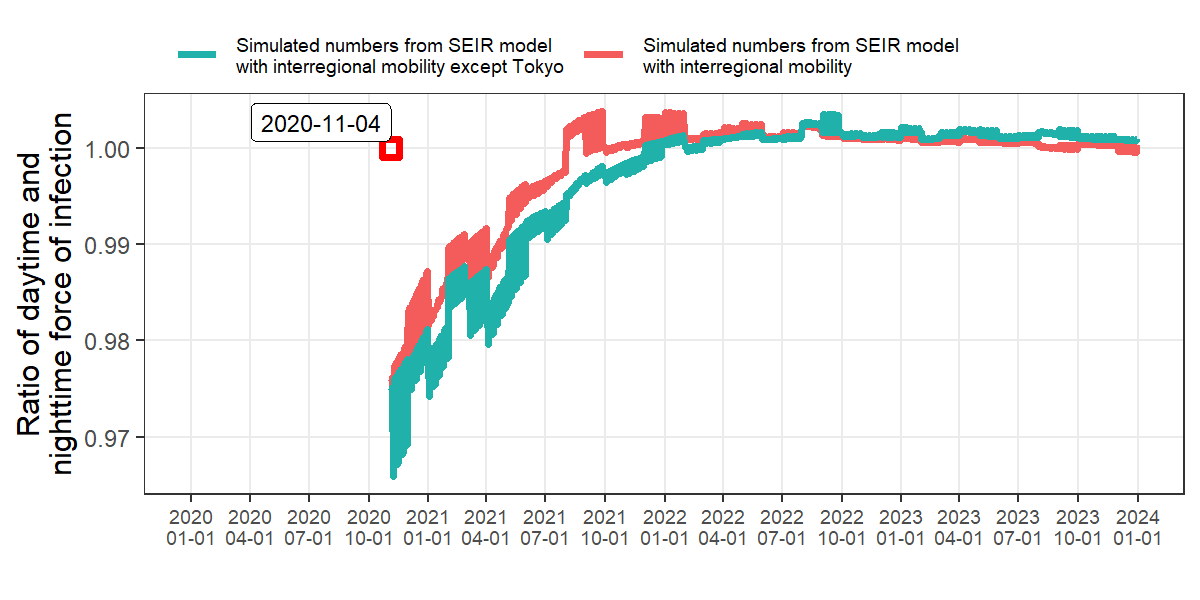 Simulated numbers from SEIR model
with interregional mobility except Tokyo
Simulated numbers from SEIR model
with interregional mobility
Ratio of daytime and
nighttime force of infection
2020-11-04
1.00
0.99
0.98
0.97
2020 2020 2020 2020 2021 2021 2021 2021 2022 2022 2022 2022 2023 2023 2023 2023 2024
01-01 04-01 07-01 10-01 01-01 04-01 07-01 10-01 01-01 04-01 07-01 10-01 01-01 04-01 07-01 10-01 01-01